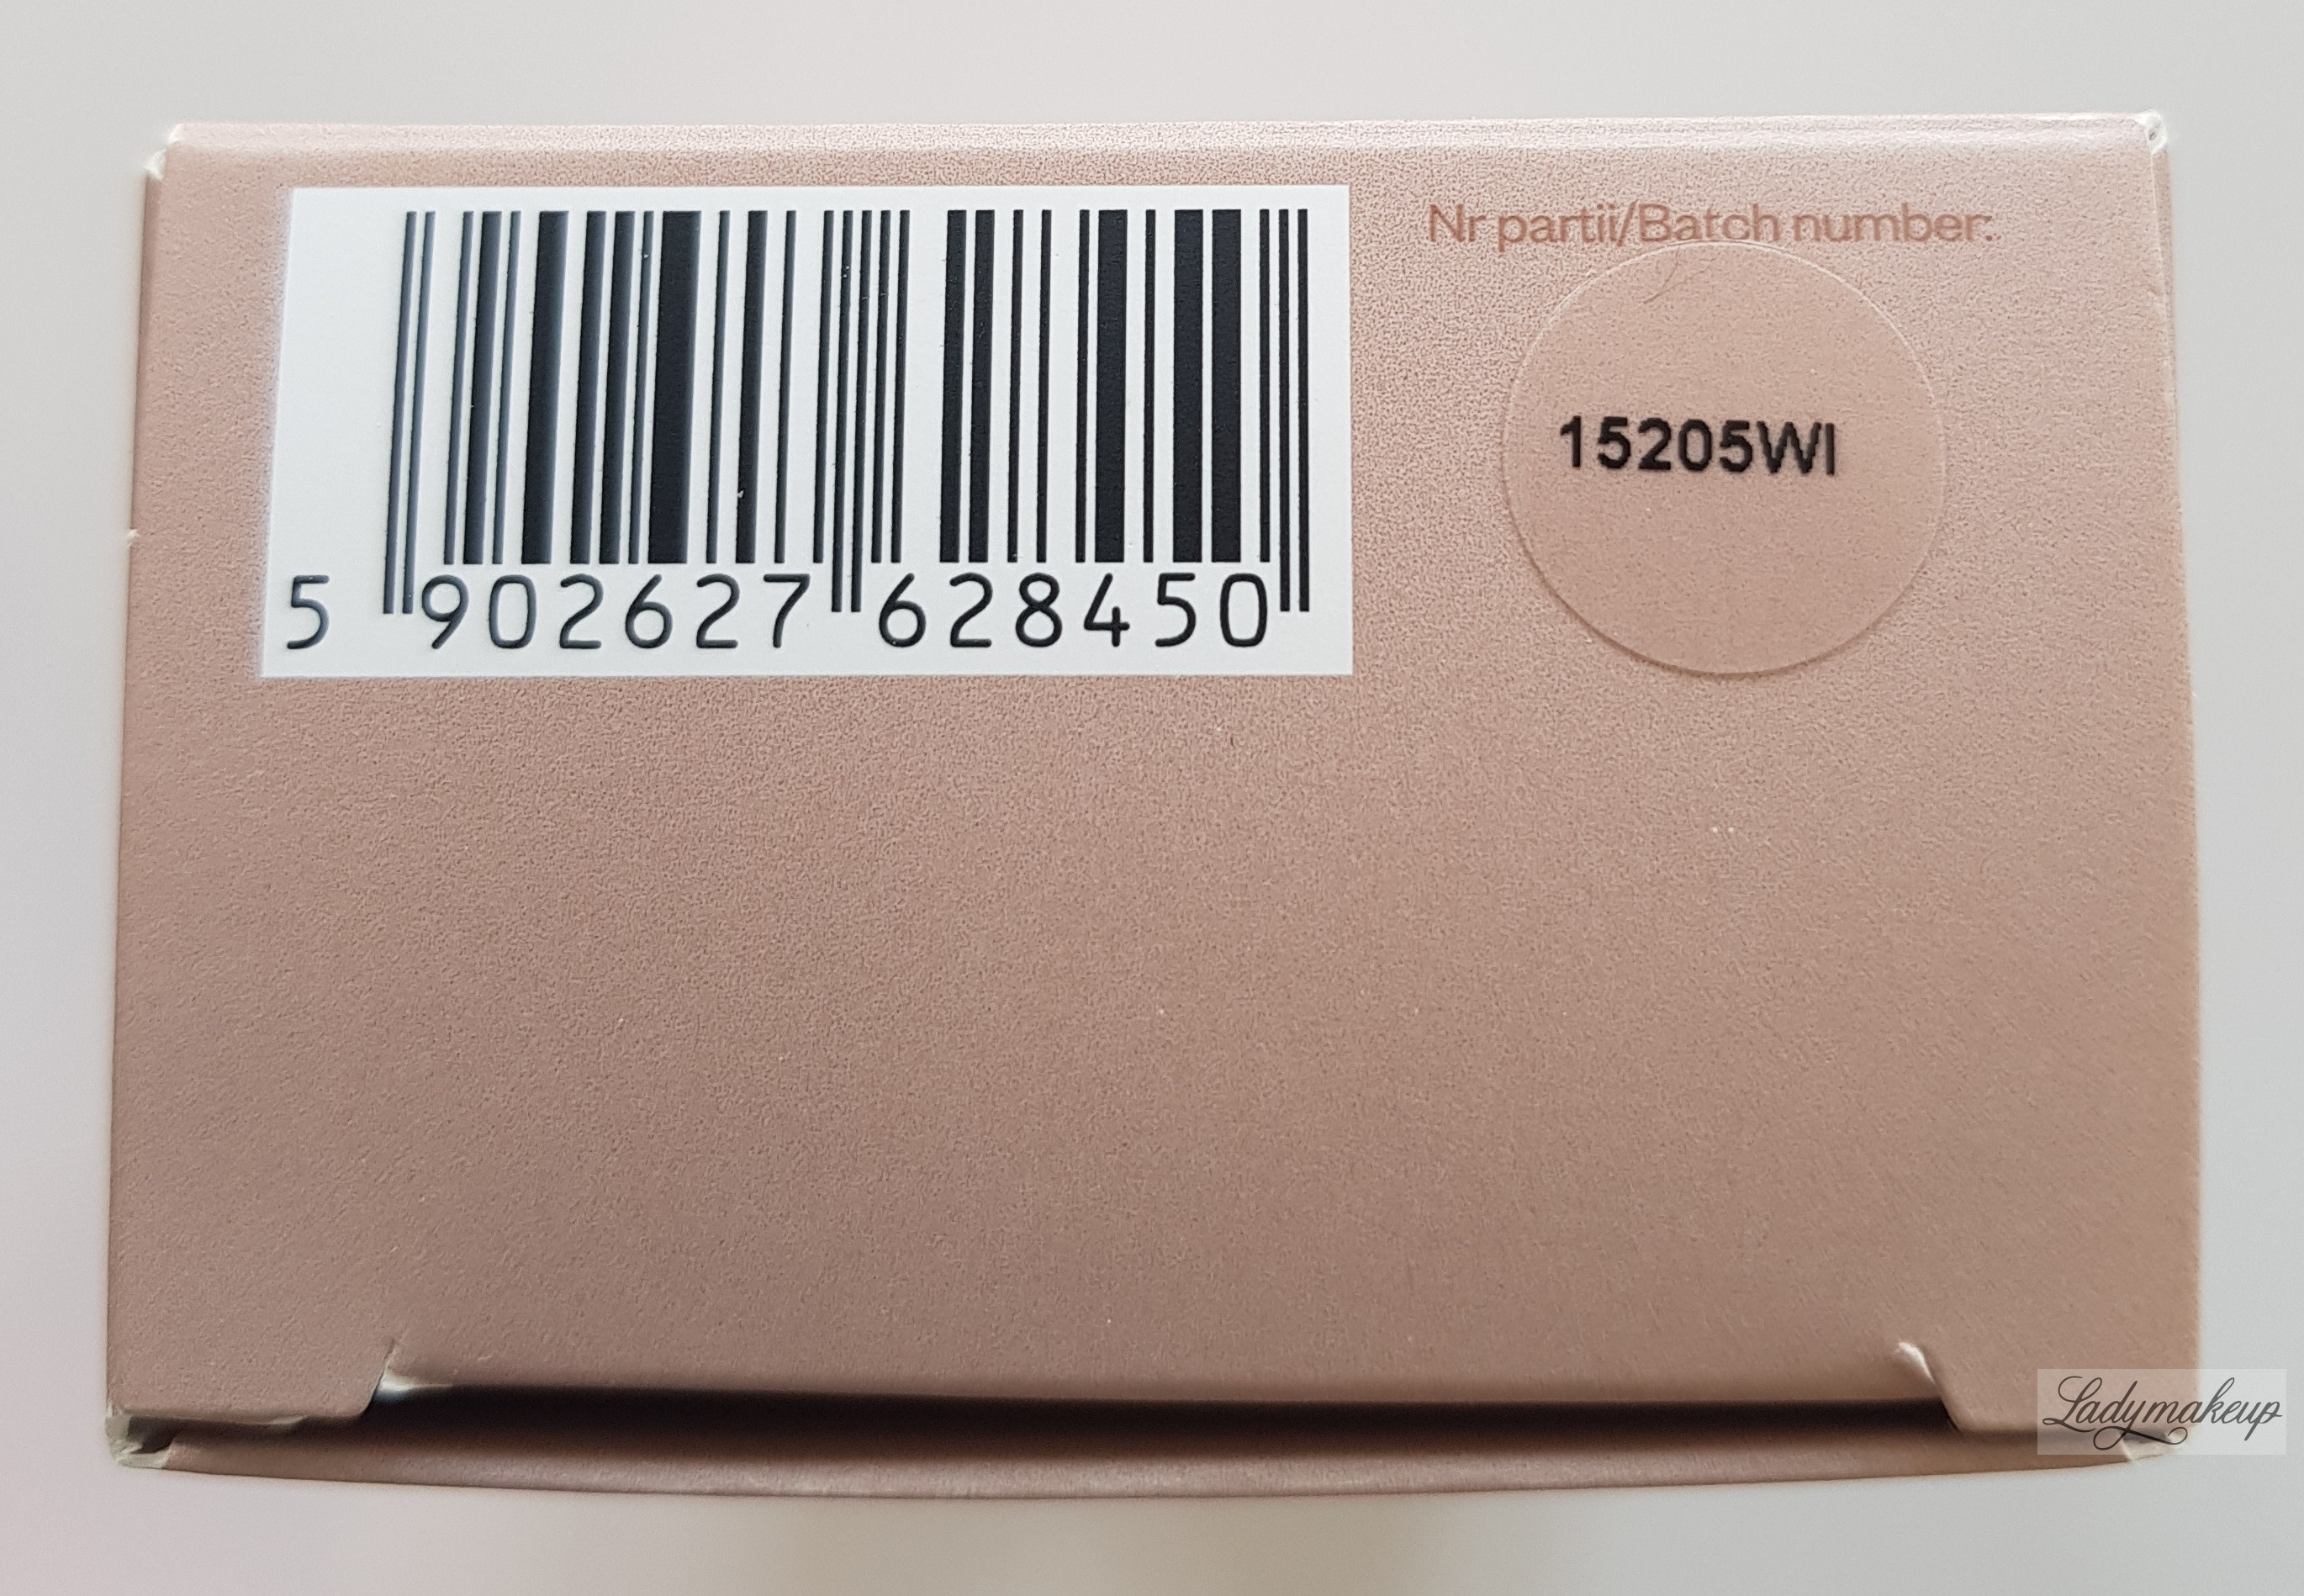 Nr partii/Batch number:
15205WI
5 902627 628450
Ladymakeup